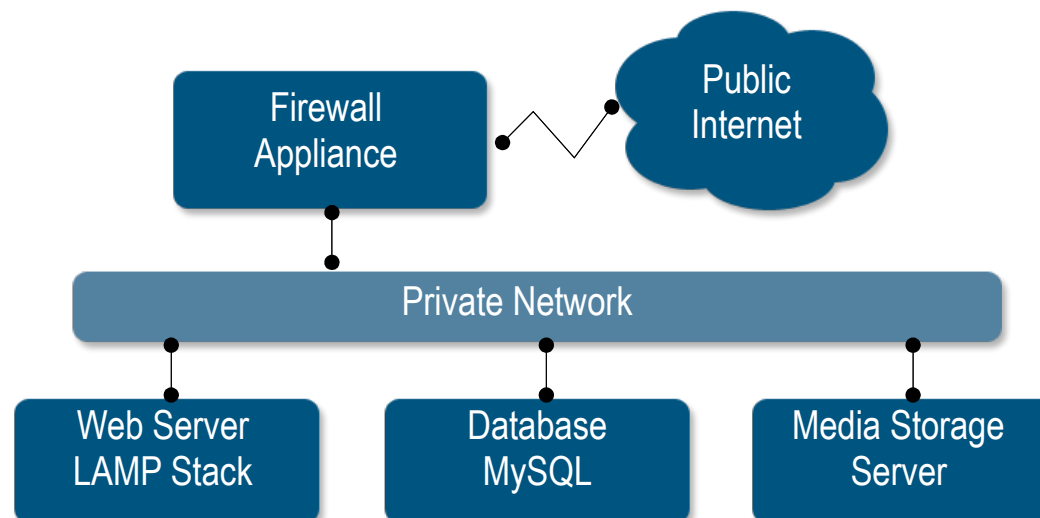 Public
Internet
Firewall
Appliance
Private Network
Web Server
LAMP Stack
Database
MySQL
Media Storage
Server